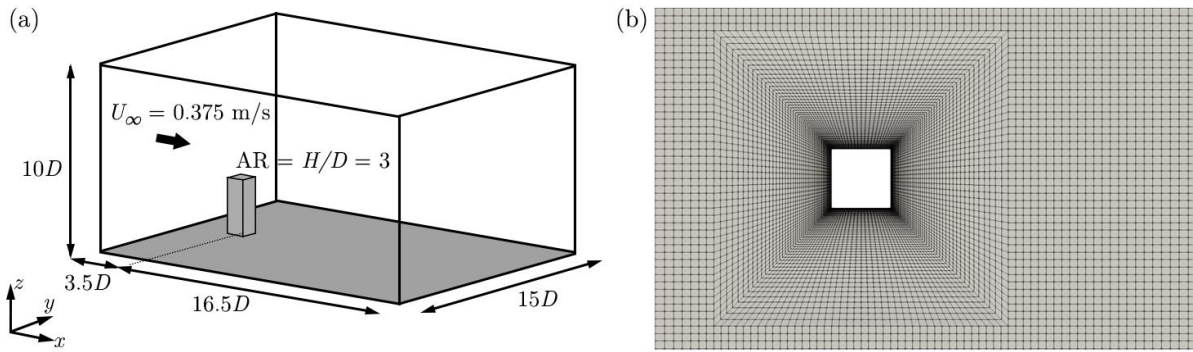 (a)
(b)
U∞ = 0.375 m/s
AR = H/D = 3
10D
3.5D
16.5D
15D
z
y
x